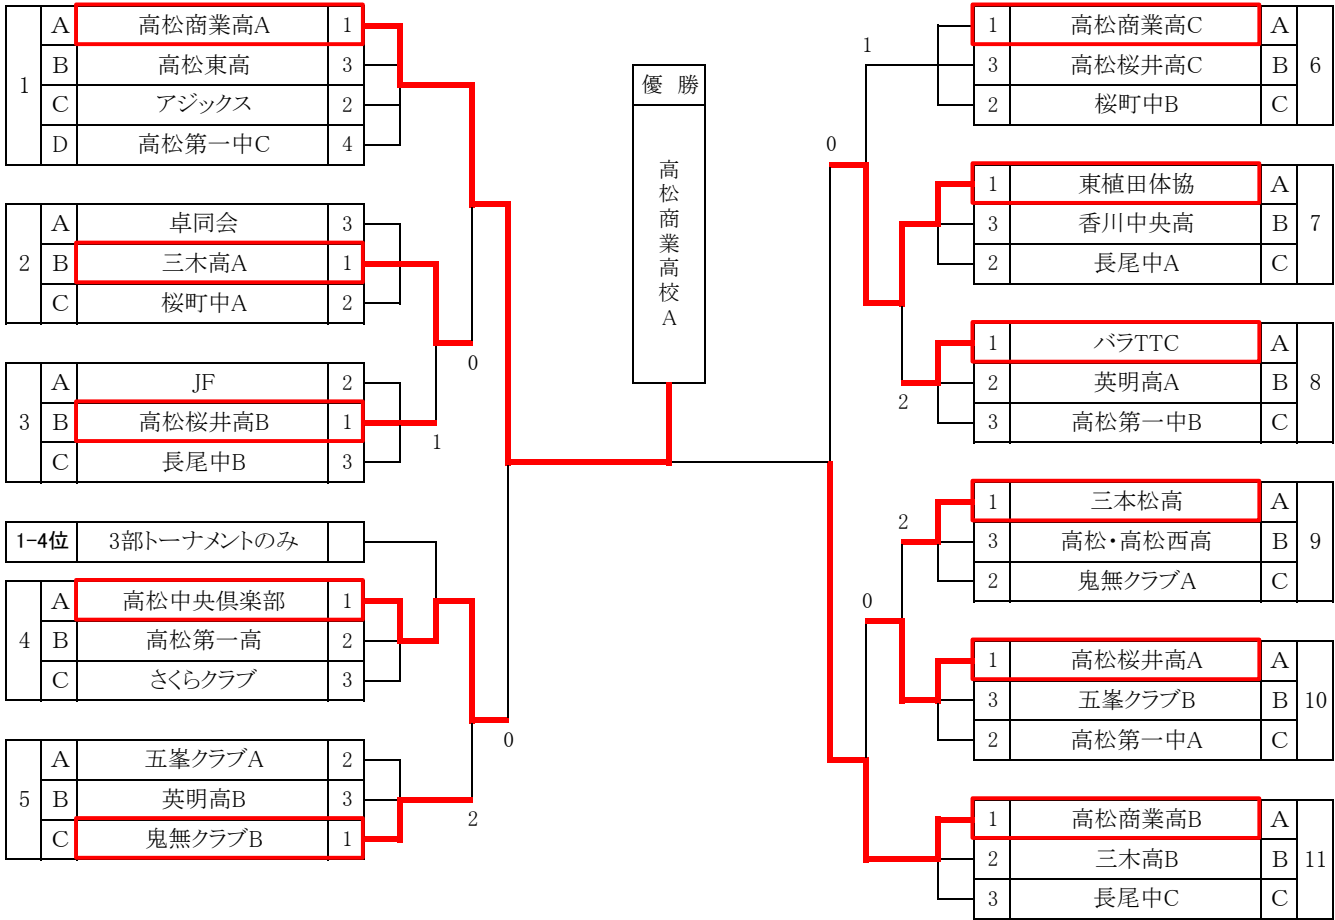 1
A 高松商業高A 1
B 高松東高 3
C アジックス 2
D 高松第一中C 4
2
A 卓同会 3
B 三木高A 1
C 桜町中A 2
0
3
A JF 2
B 高松桜井高B 1
C 長尾中B 3
1
1-4位 3部トーナメントのみ
4
A 高松中央倶楽部 1
B 高松第一高 2
C さくらクラブ 3
0
5
A 五峯クラブA 2
B 英明高B 3
C 鬼無クラブB 1
2
優勝
高松商業高校A
1
1 高松商業高C A
3 高松桜井高C B
2 桜町中B C
6
0
1 東植田体協 A
3 香川中央高 B
2 長尾中A C
7
1 バラTTC A
2 英明高A B
3 高松第一中B C
8
2
2
1 三本松高 A
3 高松・高松西高 B
2 鬼無クラブA C
9
0
1 高松桜井高A A
3 五峯クラブB B
2 高松第一中A C
10
1 高松商業高B A
2 三木高B B
3 長尾中C C
11